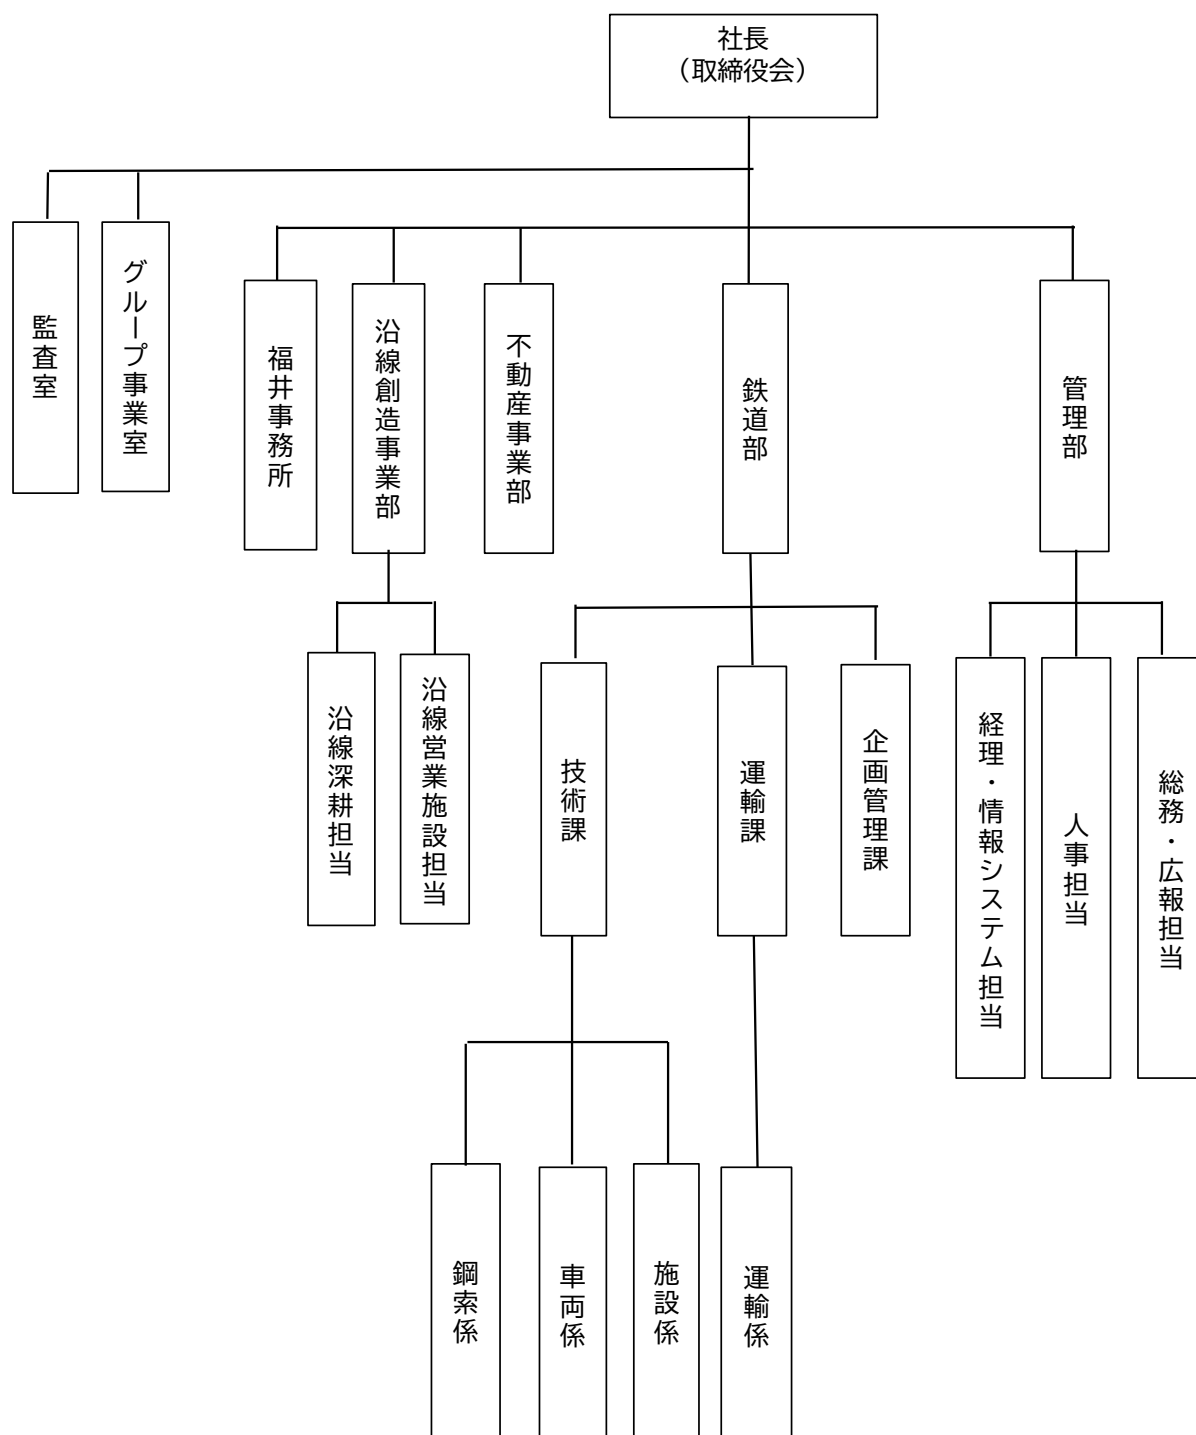 社長
（取締役会）
監査室
グループ事業室
福井事務所
沿線創造事業部
不動産事業部
鉄道部
管理部
沿線深耕担当
沿線営業施設担当
技術課
運輸課
企画管理課
経理・情報システム担当
人事担当
総務・広報担当
鋼索係
車両係
施設係
運輸係